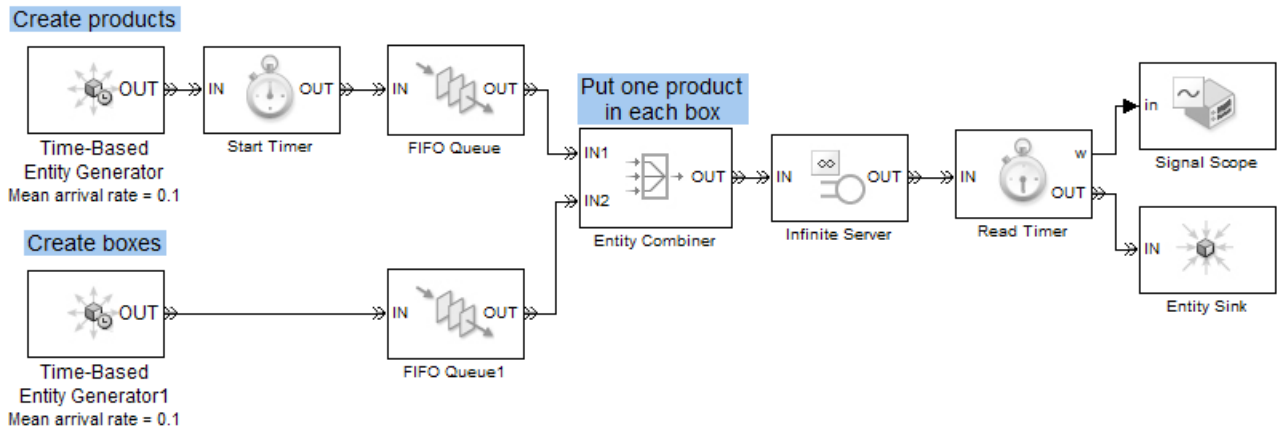 Create products
OUT
IN OUT
IN OUT
Time-Based
Entity Generator
Mean arrival rate = 0.1
Start Timer
FIFO Queue
Put one product
in each box
IN1
IN2
OUT
Entity Combiner
IN OUT
Infinite Server
IN
w
OUT
Read Timer
in
Signal Scope
IN
Entity Sink
Create boxes
OUT
IN OUT
Time-Based
Entity Generator1
Mean arrival rate = 0.1
FIFO Queue1